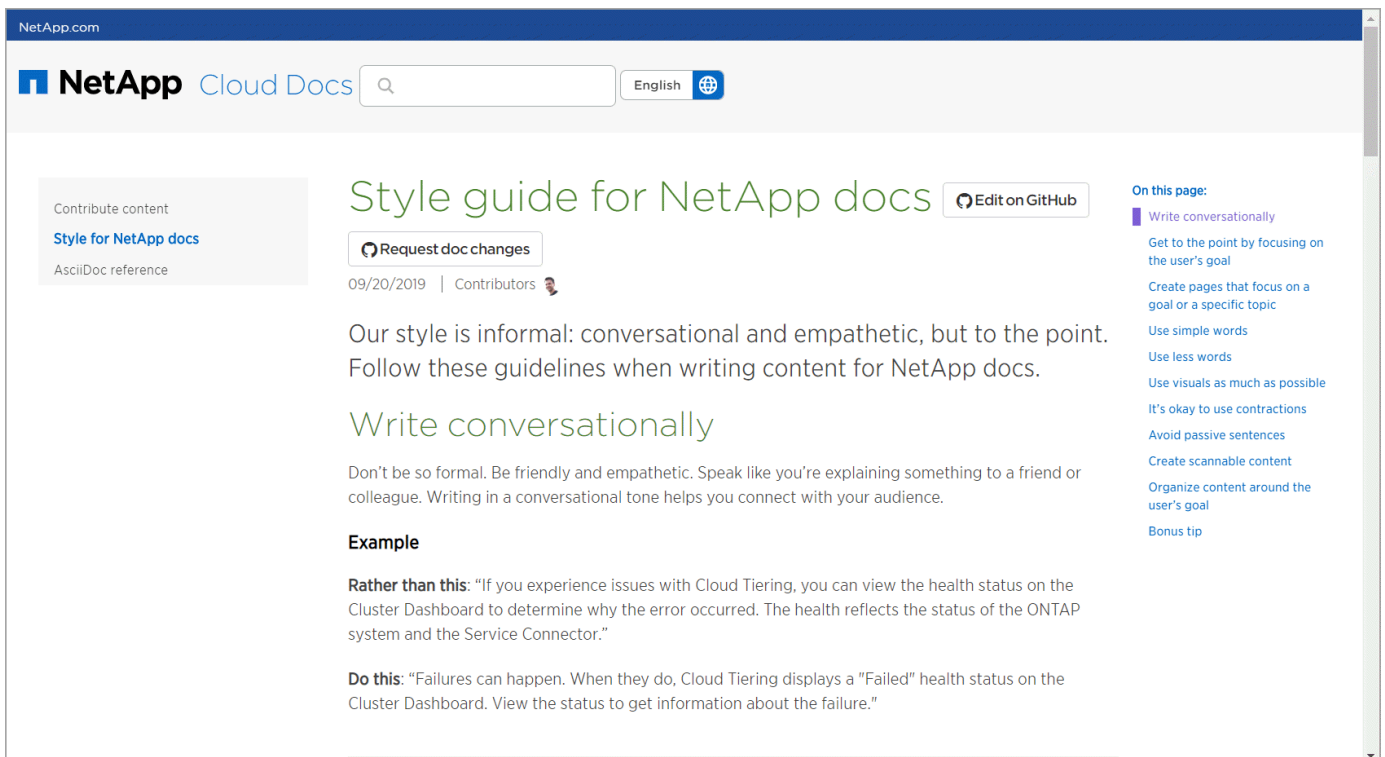 NetApp.com
NetApp Cloud Docs
English
Contribute content
Style for NetApp docs
AsciiDoc reference
Style guide for NetApp docs
Edit on GitHub
Request doc changes
09/20/2019 | Contributors
Our style is informal: conversational and empathetic, but to the point.
Follow these guidelines when writing content for NetApp docs.
Write conversationally
Don’t be so formal. Be friendly and empathetic. Speak like you’re explaining something to a friend or
colleague. Writing in a conversational tone helps you connect with your audience.
Example
Rather than this: “If you experience issues with Cloud Tiering, you can view the health status on the
Cluster Dashboard to determine why the error occurred. The health reflects the status of the ONTAP
system and the Service Connector.”
Do this: “Failures can happen. When they do, Cloud Tiering displays a "Failed" health status on the
Cluster Dashboard. View the status to get information about the failure."
On this page:
Write conversationally
Get to the point by focusing on
the user’s goal
Create pages that focus on a
goal or a specific topic
Use simple words
Use less words
Use visuals as much as possible
It’s okay to use contractions
Avoid passive sentences
Create scannable content
Organize content around the
user’s goal
Bonus tip